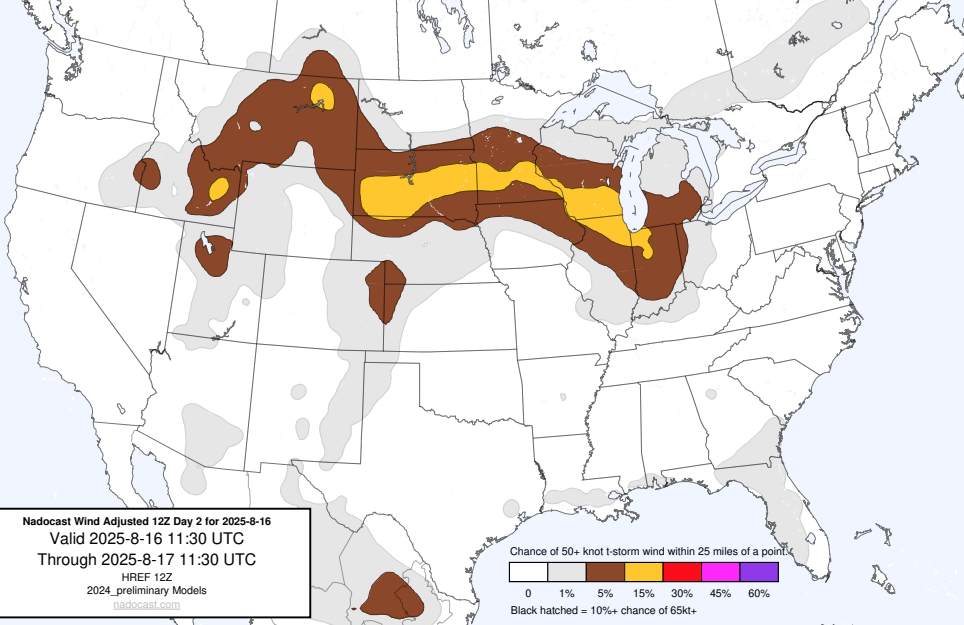 Nadocast Wind Adjusted 12Z Day 2 for 2025-8-16
Valid 2025-8-16 11:30 UTC
Through 2025-8-17 11:30 UTC
HREF 12Z
2024_preliminary Models
nadocast.com
Chance of 50+ knot t-storm wind within 25 miles of a point.
0 1% 5% 15% 30% 45% 60%
Black hatched = 10%+ chance of 65kt+